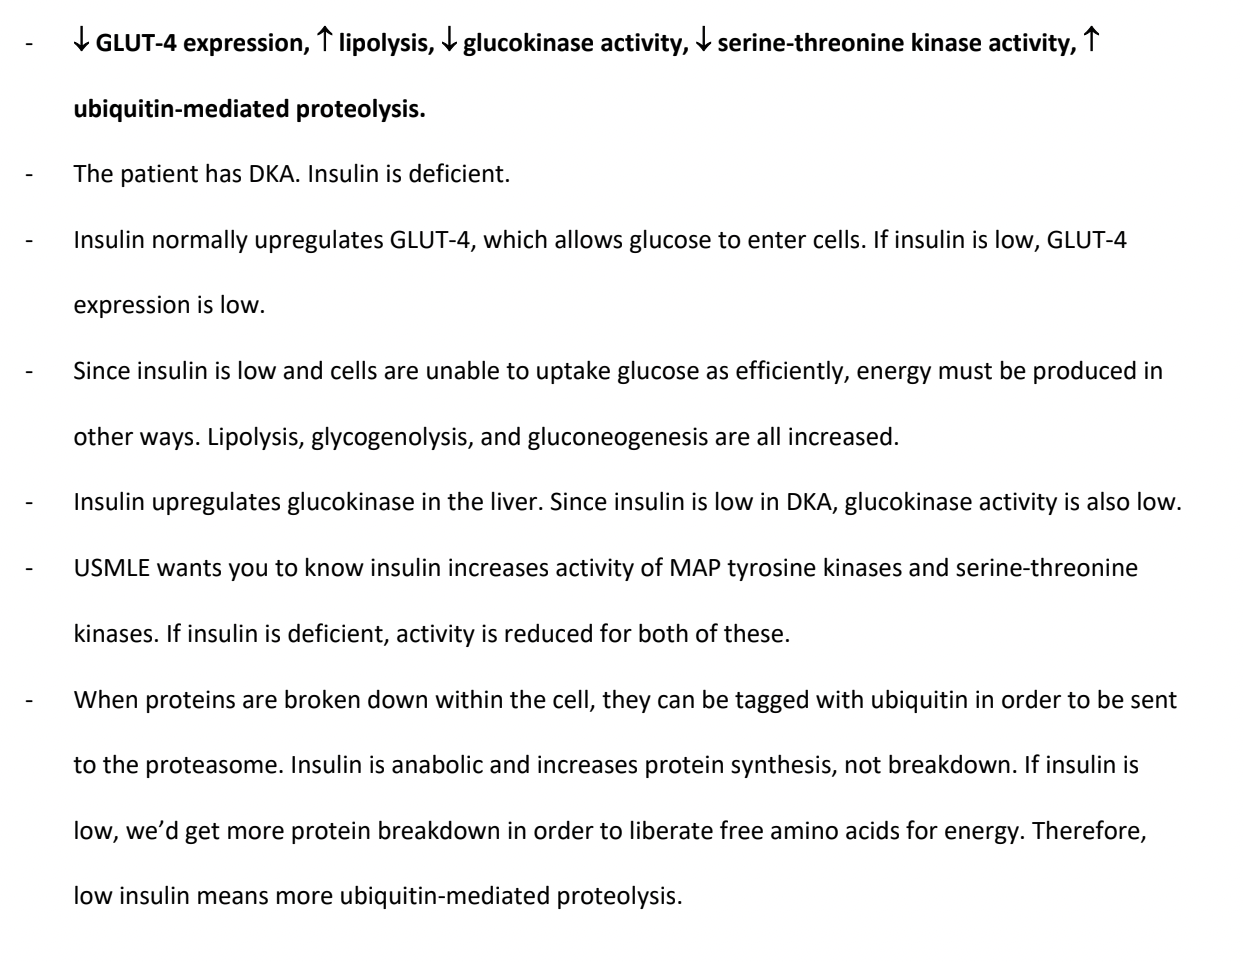 - ↓ GLUT-4 expression, ↑ lipolysis, ↓ glucokinase activity, ↓ serine-threonine kinase activity, ↑
ubiquitin-mediated proteolysis.
- The patient has DKA. Insulin is deficient.
- Insulin normally upregulates GLUT-4, which allows glucose to enter cells. If insulin is low, GLUT-4
expression is low.
- Since insulin is low and cells are unable to uptake glucose as efficiently, energy must be produced in
other ways. Lipolysis, glycogenolysis, and gluconeogenesis are all increased.
- Insulin upregulates glucokinase in the liver. Since insulin is low in DKA, glucokinase activity is also low.
- USMLE wants you to know insulin increases activity of MAP tyrosine kinases and serine-threonine
kinases. If insulin is deficient, activity is reduced for both of these.
- When proteins are broken down within the cell, they can be tagged with ubiquitin in order to be sent
to the proteasome. Insulin is anabolic and increases protein synthesis, not breakdown. If insulin is
low, we’d get more protein breakdown in order to liberate free amino acids for energy. Therefore,
low insulin means more ubiquitin-mediated proteolysis.